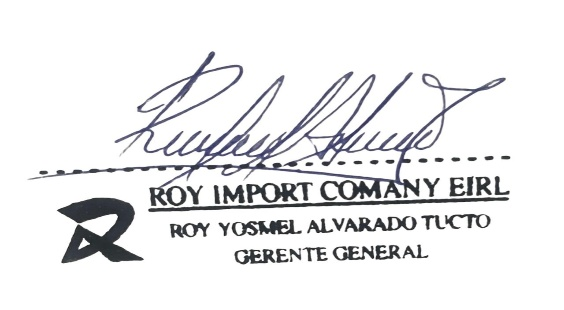 ROY IMPORT COMANY EIRL
ROY YOSMEL ALVARADO TUCTO
GERENTE GENERAL